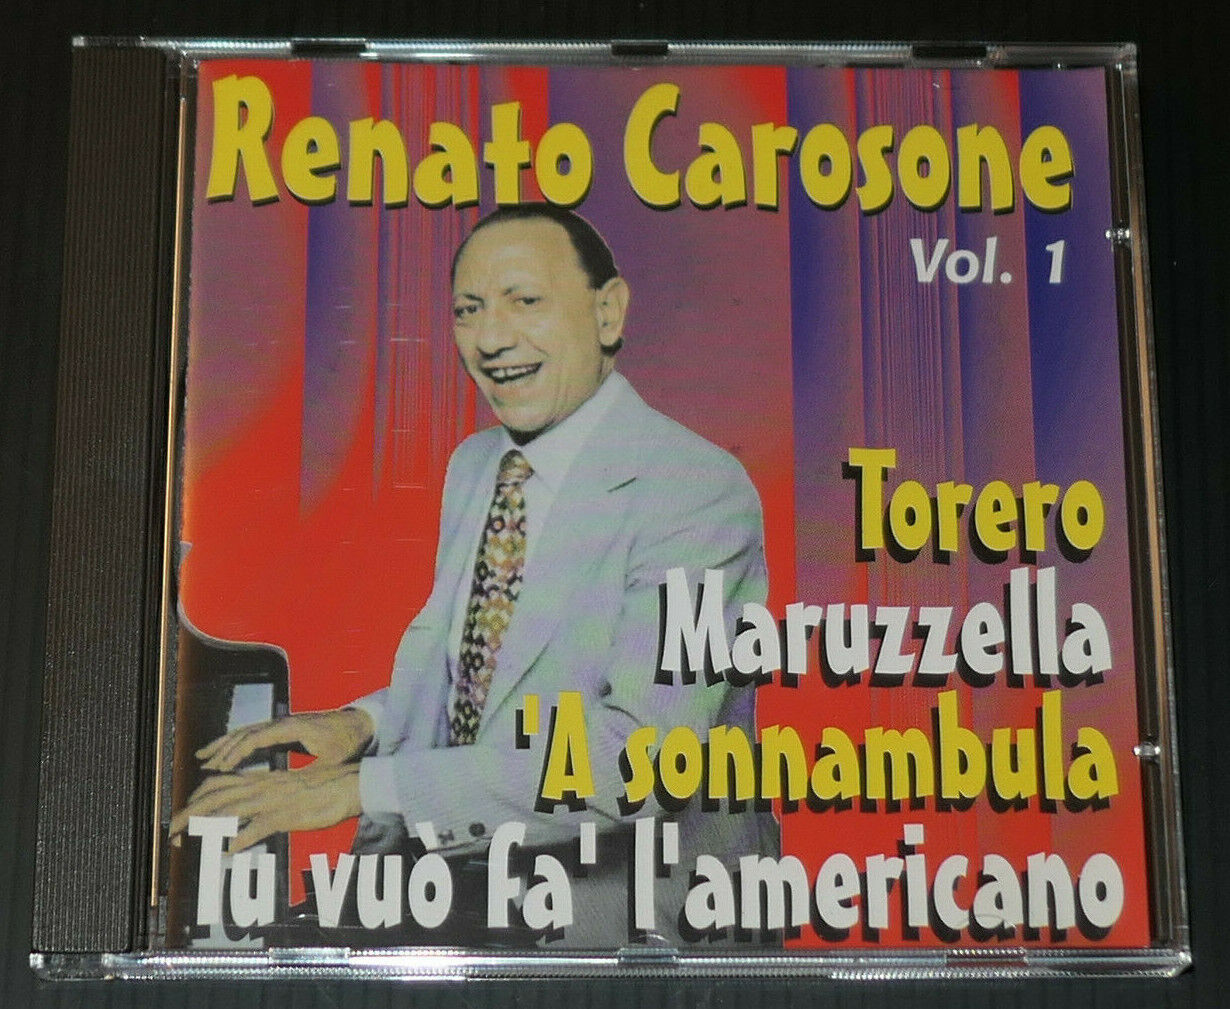 Renato Carosone
Vol. 1
Torero
Maruzzella
'A sonnambula
Tu vuò fa' l'americano